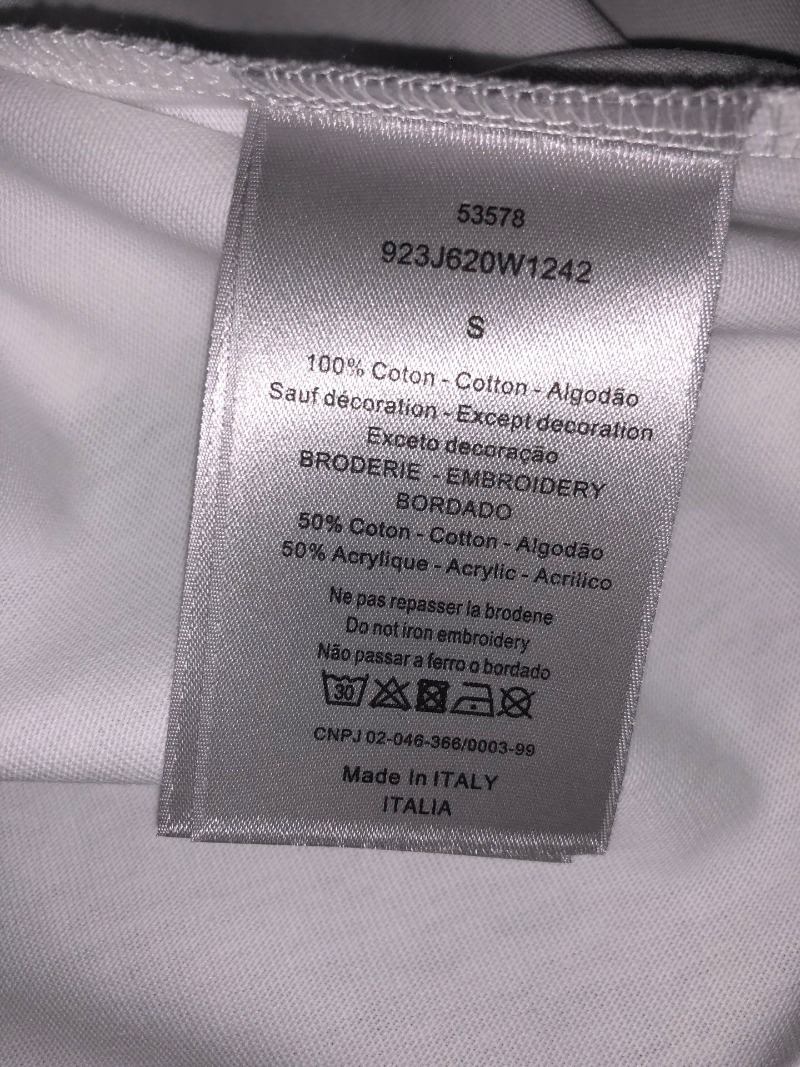 53578
923J620W1242
S
100% Coton - Cotton - Algodão
Sauf décoration - Except decoration
Exceto decoração
BRODERIE - EMBROIDERY
BORDADO
50% Coton - Cotton - Algodão
50% Acrylique - Acrylic - Acrilico
Ne pas repasser la brodene
Do not iron embroidery
Não passar a ferro o bordado
30
CNPJ 02-046-366/0003-99
Made In ITALY
ITALIA